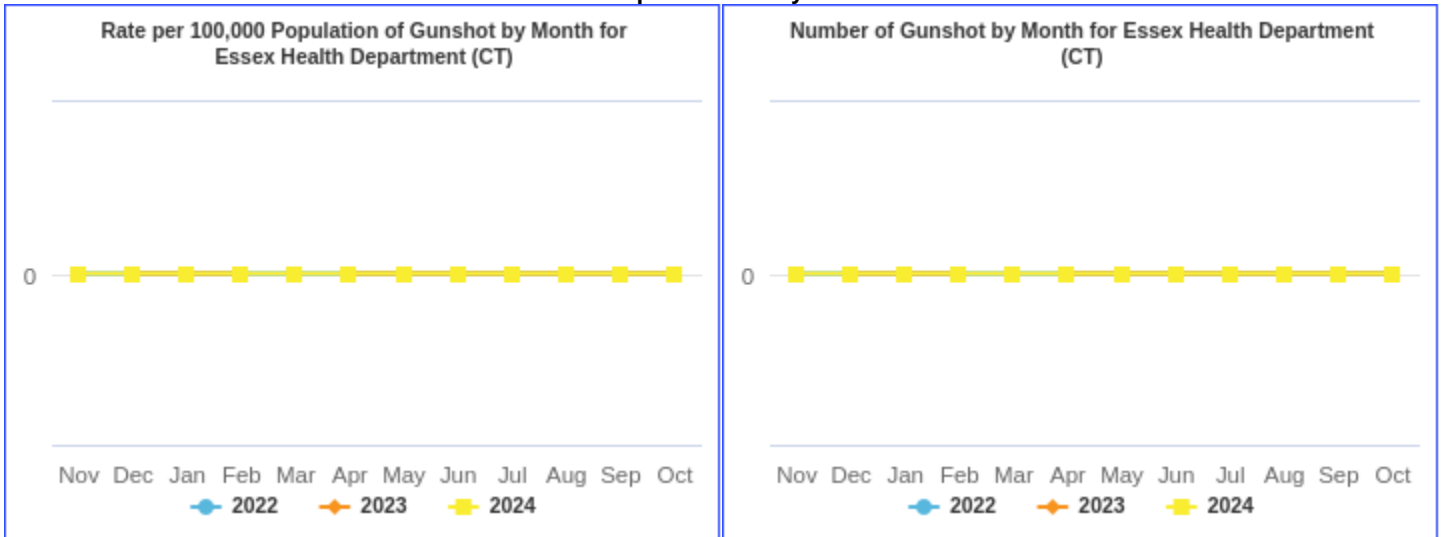 Rate per 100,000 Population of Gunshot by Month for
Essex Health Department (CT)
0
Nov Dec Jan Feb Mar Apr May Jun Jul Aug Sep Oct
2022 2023 2024
Number of Gunshot by Month for Essex Health Department
(CT)
0
Nov Dec Jan Feb Mar Apr May Jun Jul Aug Sep Oct
2022 2023 2024